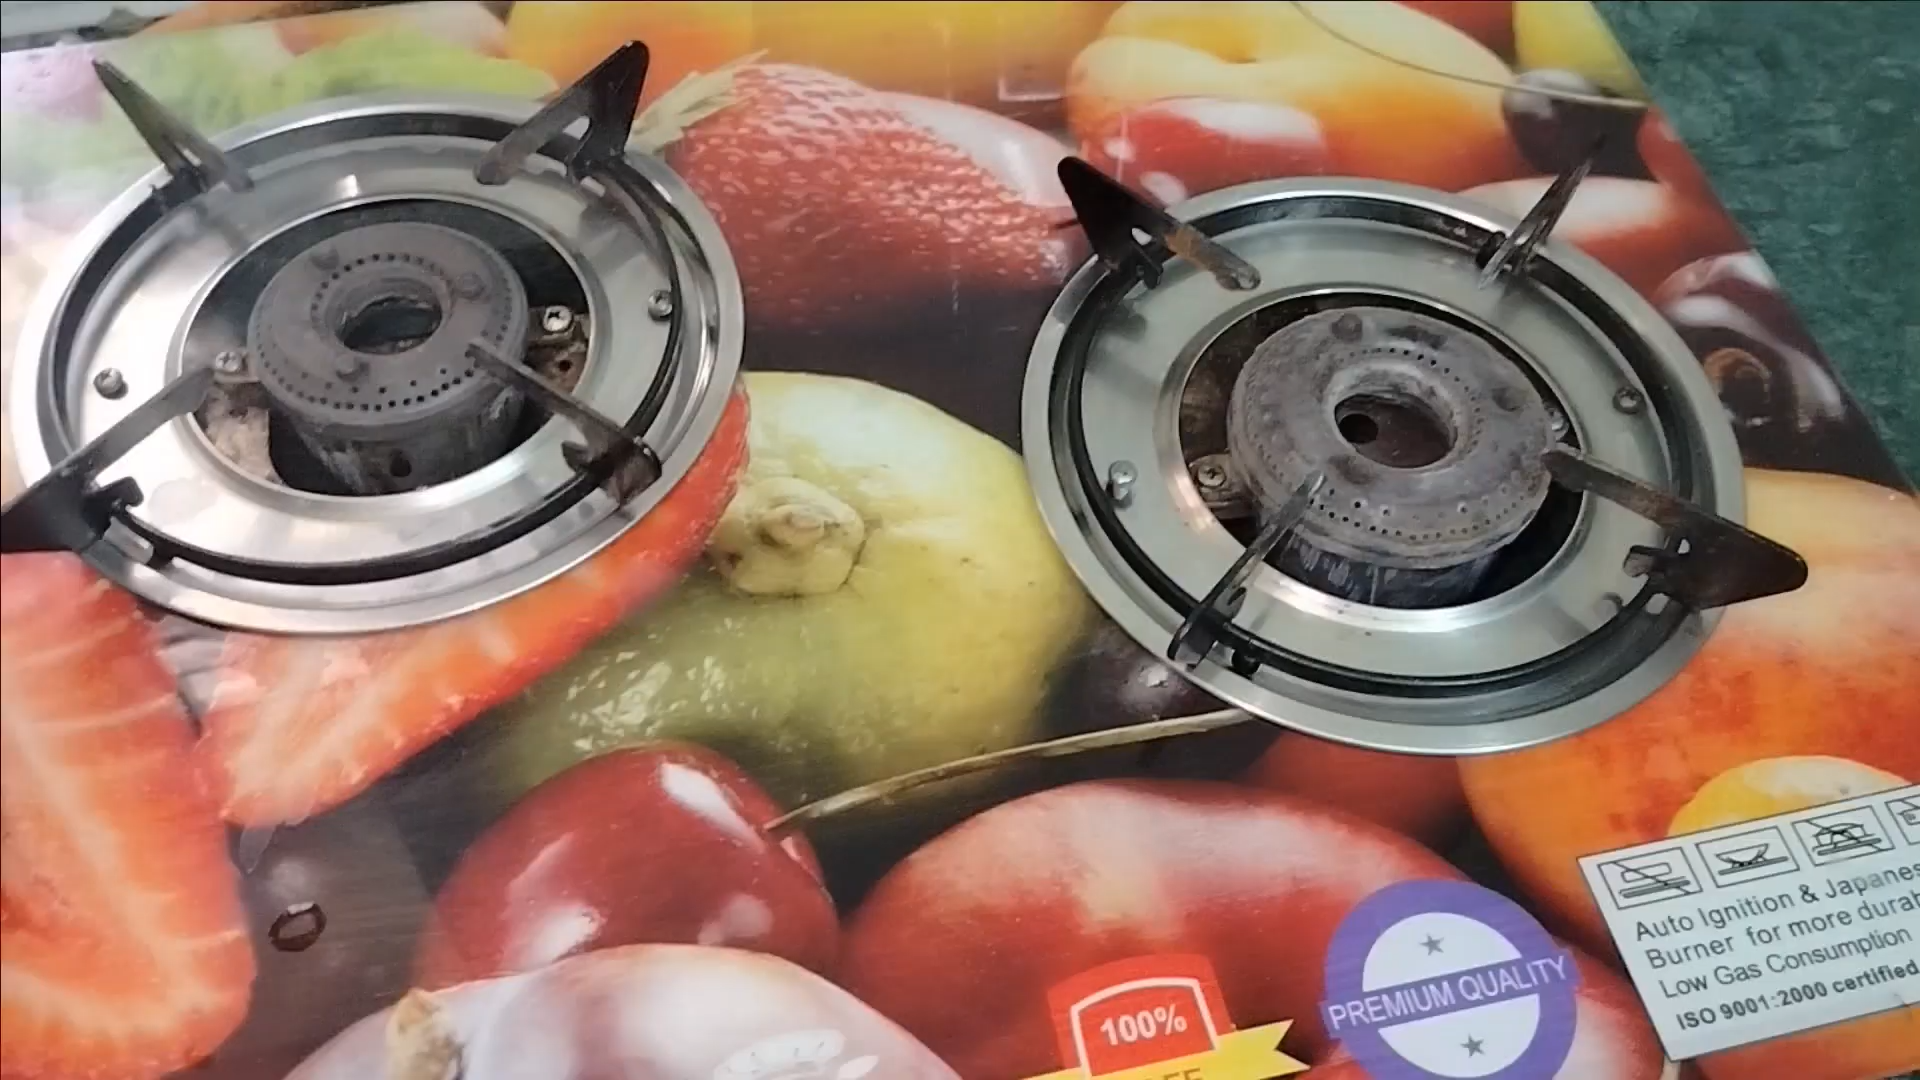 Auto Ignition & Japanes
Burner for more durab
Low Gas Consumption
ISO 9001:2000 certified.
PREMIUM QUALITY
100%